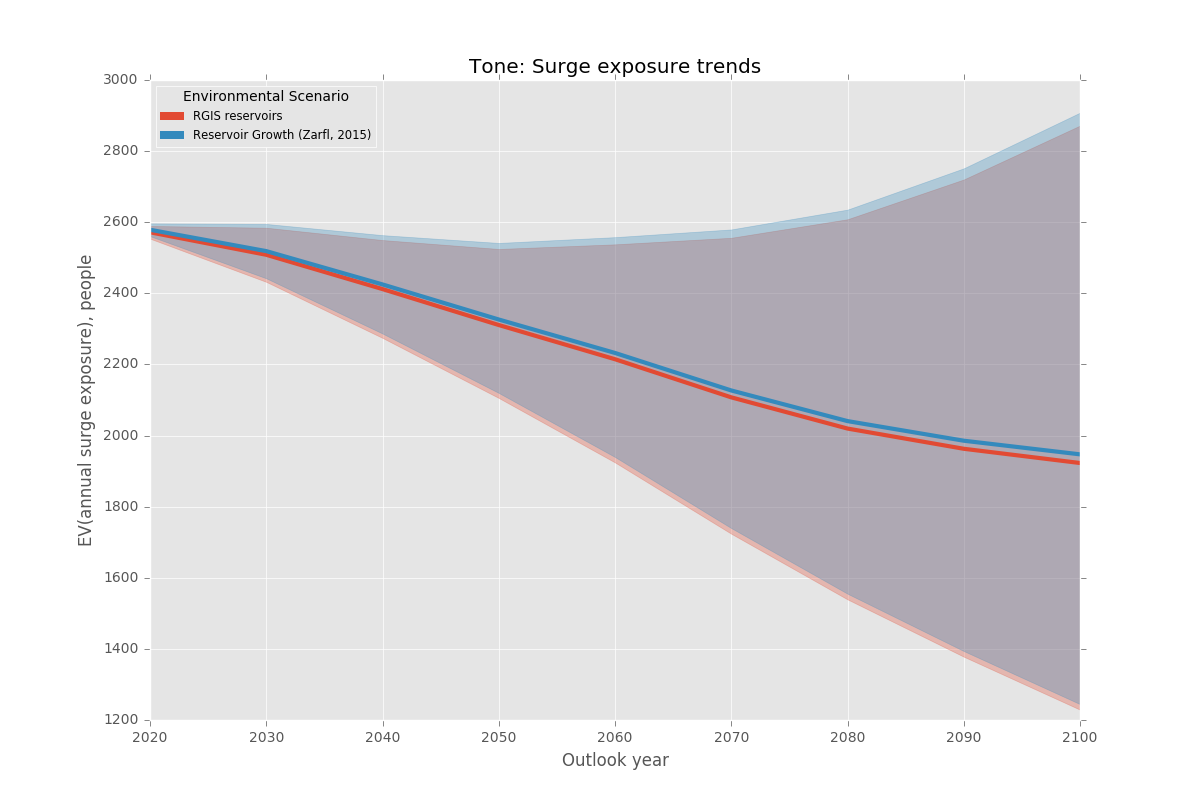 Tone: Surge exposure trends
3000
2800
2600
2400
2200
2000
1800
1600
1400
1200
EV(annual surge exposure), people
Environmental Scenario
RGIS reservoirs
Reservoir Growth (Zarfl, 2015)
2020 2030 2040 2050 2060 2070 2080 2090 2100
Outlook year